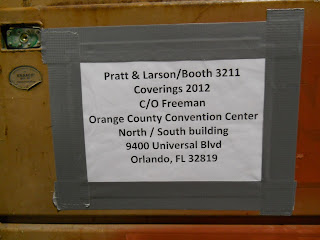 Pratt & Larson/Booth 3211
Coverings 2012
C/O Freeman
Orange County Convention Center
North / South building
9400 Universal Blvd
Orlando, FL 32819